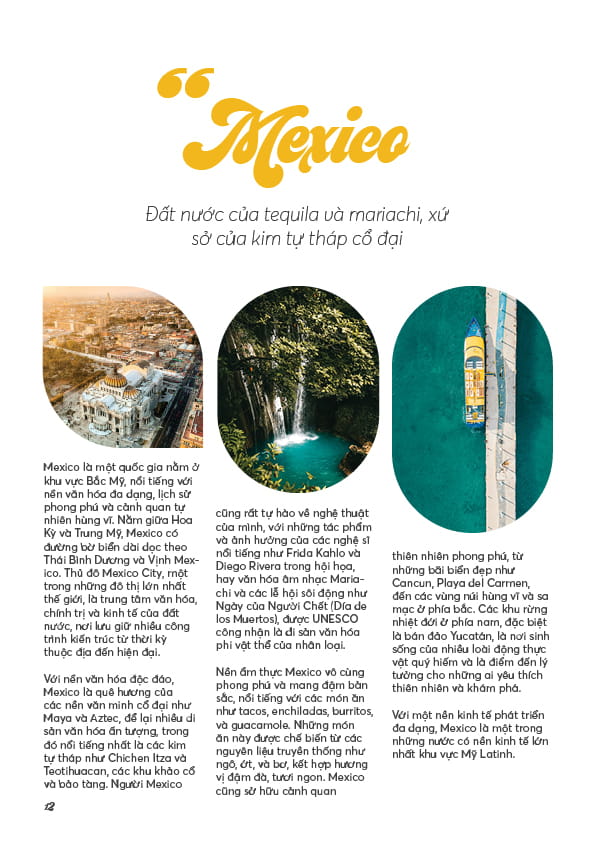 “Mexico
Đất nước của tequila và mariachi, xứ
sở của kim tự tháp cổ đại
Mexico là một quốc gia nằm ở
khu vực Bắc Mỹ, nổi tiếng với
nền văn hóa đa dạng, lịch sử
phong phú và cảnh quan tự
nhiên hùng vĩ. Nằm giữa Hoa
Kỳ và Trung Mỹ, Mexico có
đường bờ biển dài dọc theo
Thái Bình Dương và Vịnh Mex-
ico. Thủ đô Mexico City, một
trong những đô thị lớn nhất
thế giới, là trung tâm văn hóa,
chính trị và kinh tế của đất
nước, nơi lưu giữ nhiều công
trình kiến trúc từ thời kỳ
thuộc địa đến hiện đại.
Với nền văn hóa độc đáo,
Mexico là quê hương của
các nền văn minh cổ đại như
Maya và Aztec, để lại nhiều di
sản văn hóa ấn tượng, trong
đó nổi tiếng nhất là các kim
tự tháp như Chichen Itza và
Teotihuacan, các khu khảo cổ
và bảo tàng. Người Mexico
cũng rất tự hào về nghệ thuật
của mình, với những tác phẩm
và ảnh hưởng của các nghệ sĩ
nổi tiếng như Frida Kahlo và
Diego Rivera trong hội họa,
hay văn hóa âm nhạc Maria-
chi và các lễ hội sôi động như
Ngày của Người Chết (Día de
los Muertos), được UNESCO
công nhận là di sản văn hóa
phi vật thể của nhân loại.
Nền ẩm thực Mexico vô cùng
phong phú và mang đậm bản
sắc, nổi tiếng với các món ăn
như tacos, enchiladas, burritos,
và guacamole. Những món
ăn này được chế biến từ các
nguyên liệu truyền thống như
ngô, ớt, và bơ, kết hợp hương
vị đậm đà, tươi ngon. Mexico
cũng sở hữu cảnh quan
thiên nhiên phong phú, từ
những bãi biển đẹp như
Cancun, Playa del Carmen,
đến các vùng núi hùng vĩ và sa
mạc ở phía bắc. Các khu rừng
nhiệt đới ở phía nam, đặc biệt
là bán đảo Yucatán, là nơi sinh
sống của nhiều loài động thực
vật quý hiếm và là điểm đến lý
tưởng cho những ai yêu thích
thiên nhiên và khám phá.
Với một nền kinh tế phát triển
đa dạng, Mexico là một trong
những nước có nền kinh tế lớn
nhất khu vực Mỹ Latinh.
12